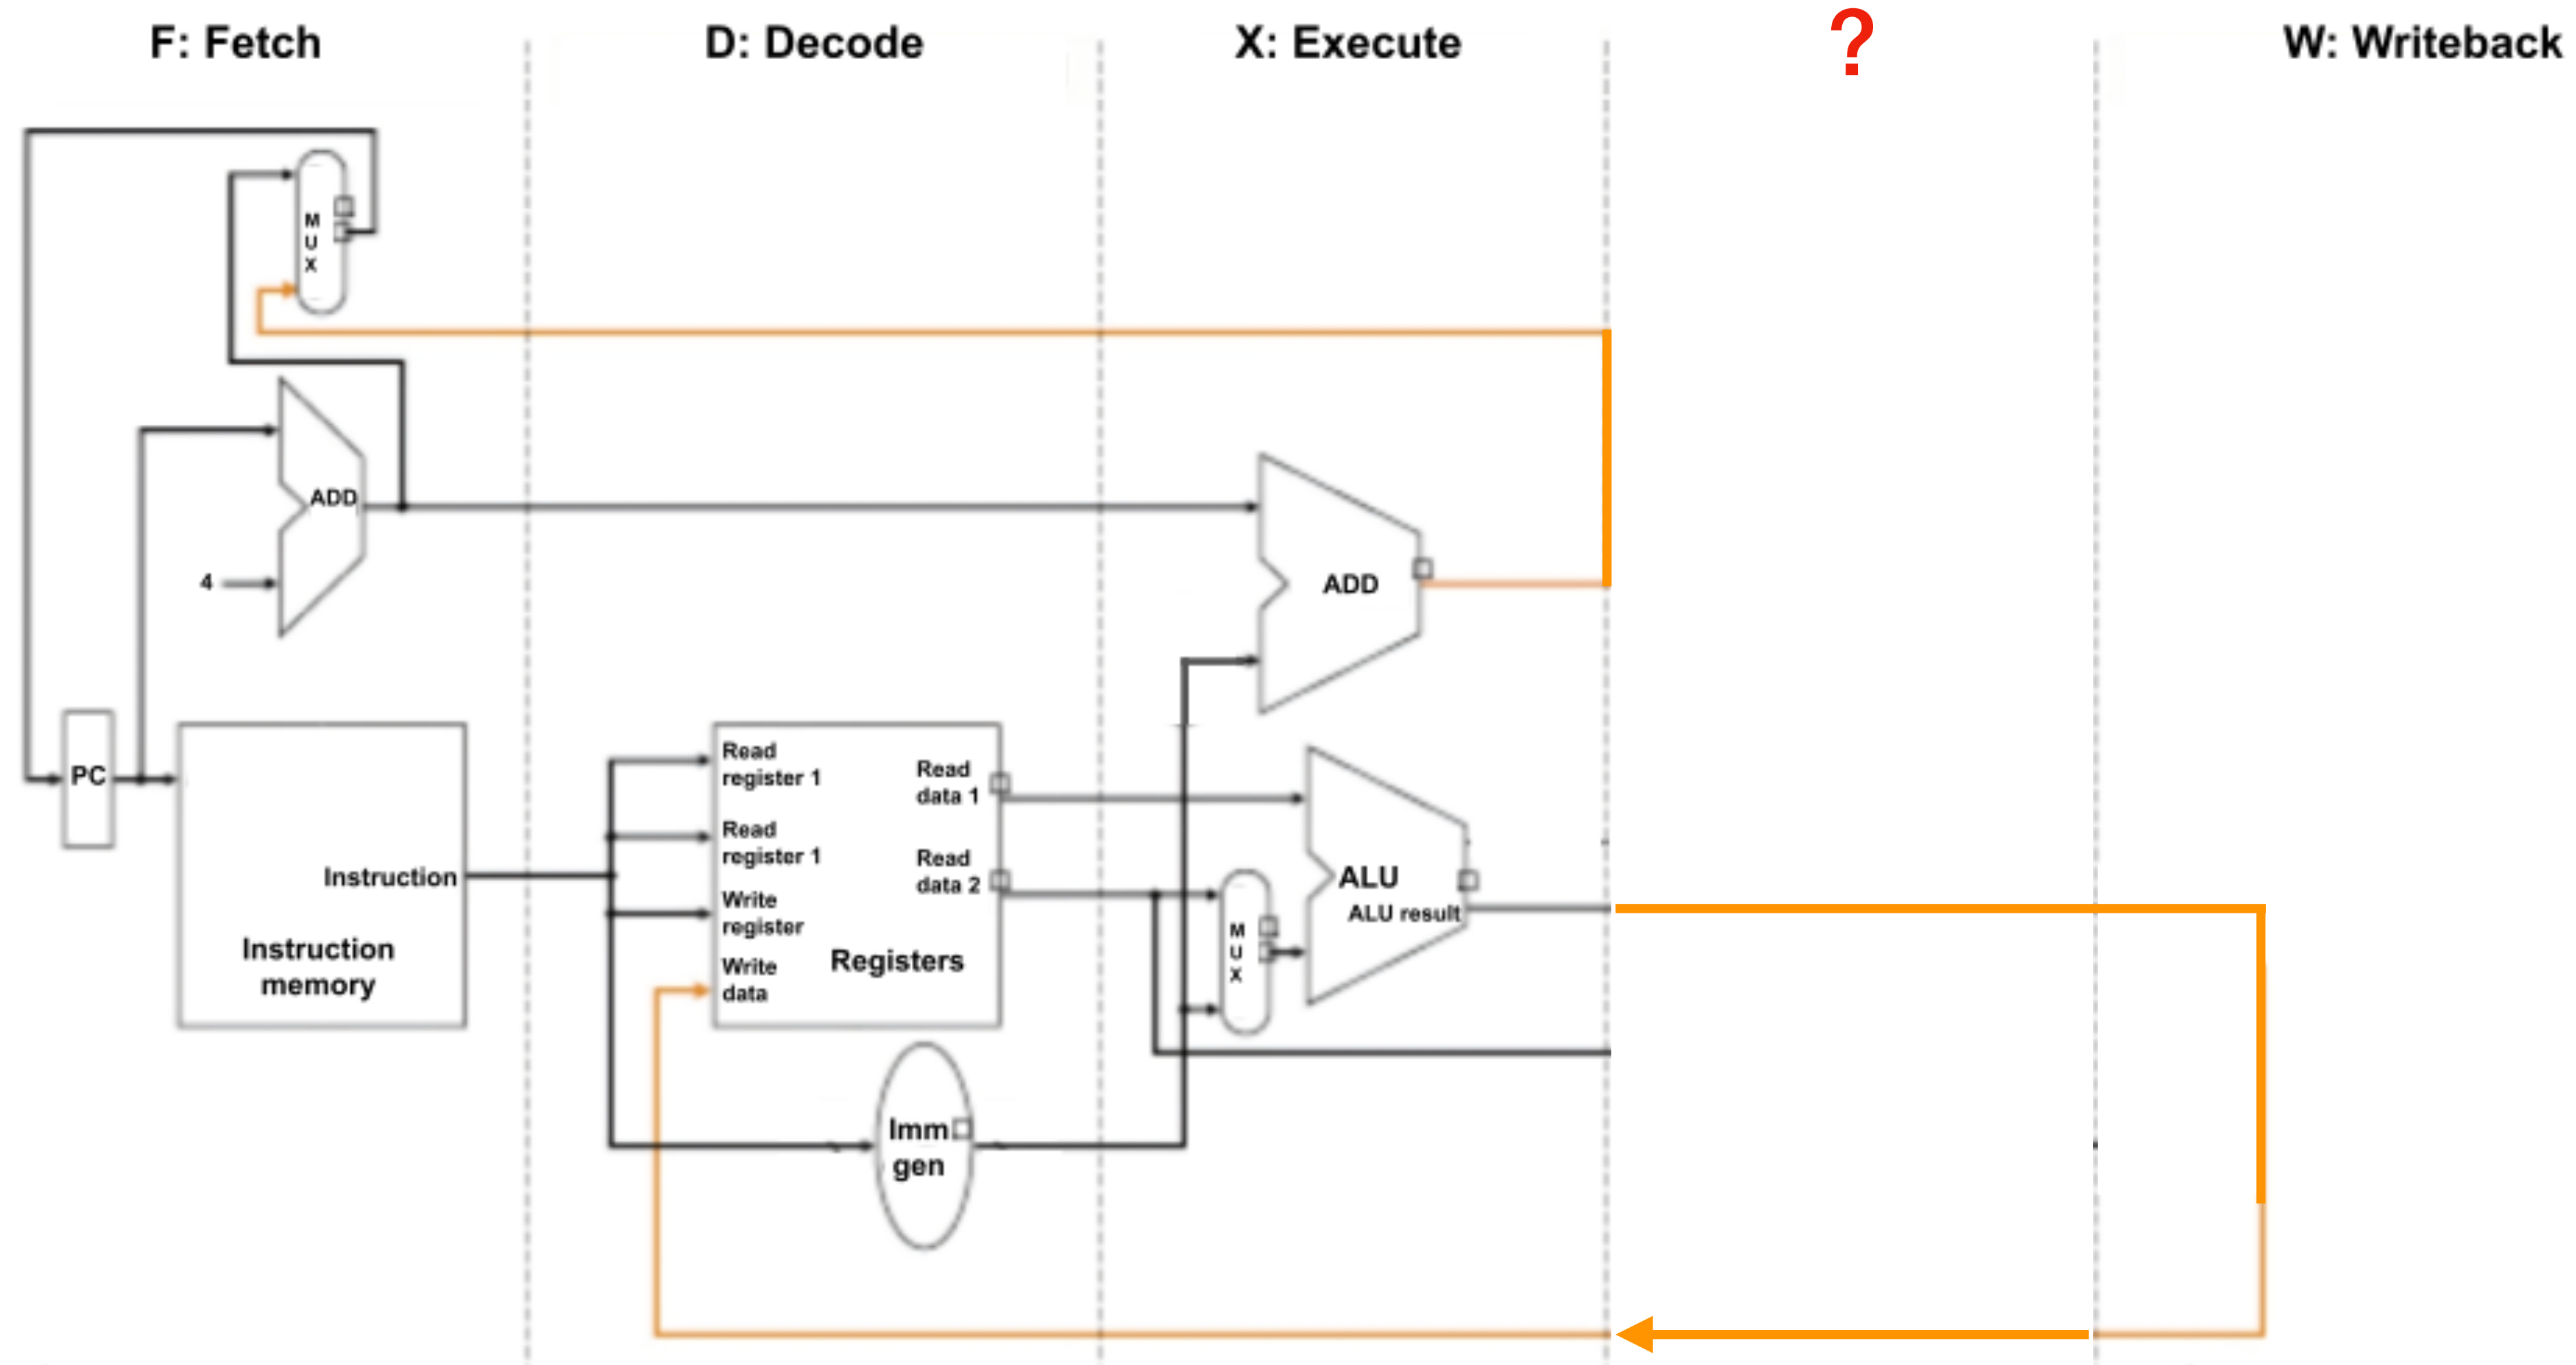 F: Fetch
D: Decode
X: Execute
?
W: Writeback
M
U
X
ADD
4
ADD
PC
Instruction
Instruction
memory
Read
register 1
Read
register 1
Write
register
Write
data
Read
data 1
Read
data 2
Registers
Imm
gen
M
U
X
ALU
ALU result